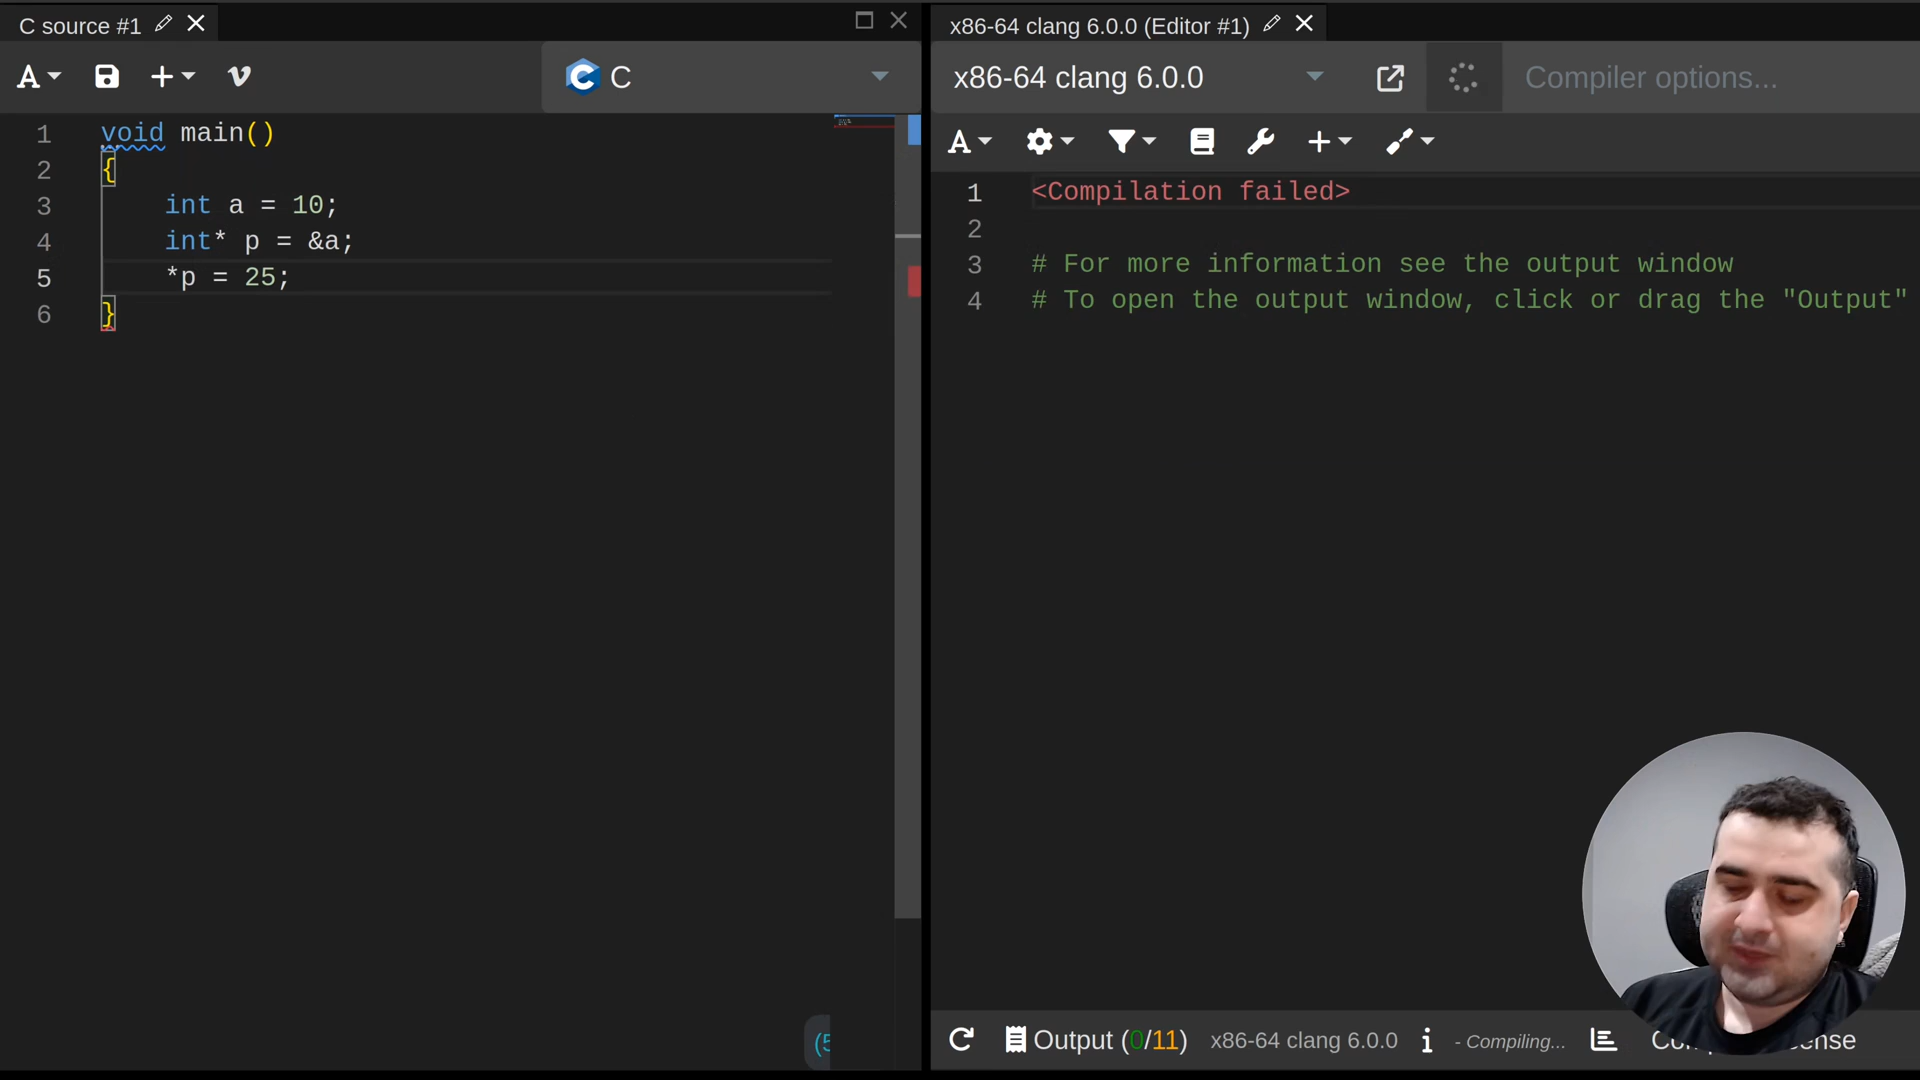 C source #1
A
C
1 void main()
2 {
3 int a = 10;
4 int* p = &a;
5 *p = 25;
6 }
(5
x86-64 clang 6.0.0 (Editor #1)
x86-64 clang 6.0.0
Compiler options...
A
1 <Compilation failed>
2
3 # For more information see the output window
4 # To open the output window, click or drag the "Output"
Output (0/11) x86-64 clang 6.0.0 - Compiling...